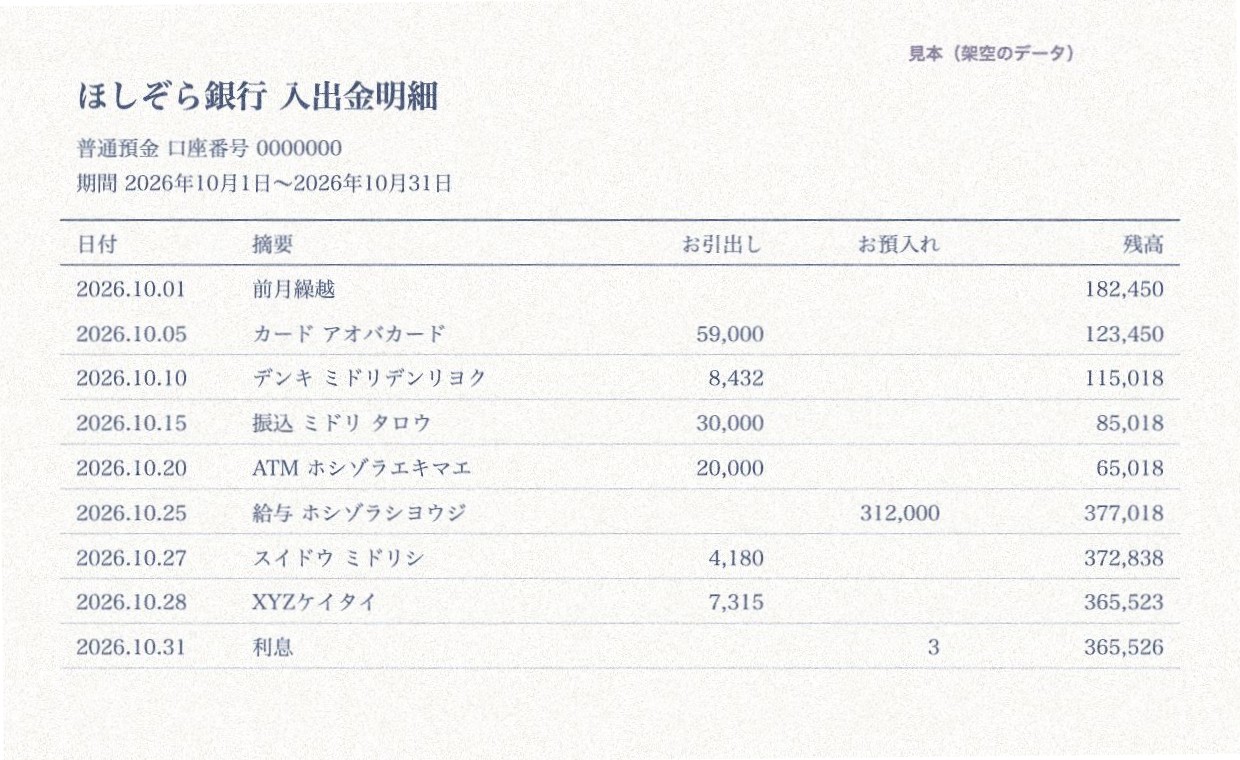 見本（架空のデータ）
ほしぞら銀行 入出金明細
普通預金 口座番号 0000000
期間 2026年10月1日～2026年10月31日
日付 摘要 お引出し お預入れ 残高
2026.10.01 前月繰越 182,450
2026.10.05 カード アオバカード 59,000 123,450
2026.10.10 デンキ ミドリデンリヨク 8,432 115,018
2026.10.15 振込 ミドリ タロウ 30,000 85,018
2026.10.20 ATM ホシゾラエキマエ 20,000 65,018
2026.10.25 給与 ホシゾラシヨウジ 312,000 377,018
2026.10.27 スイドウ ミドリシ 4,180 372,838
2026.10.28 XYZケイタイ 7,315 365,523
2026.10.31 利息 3 365,526